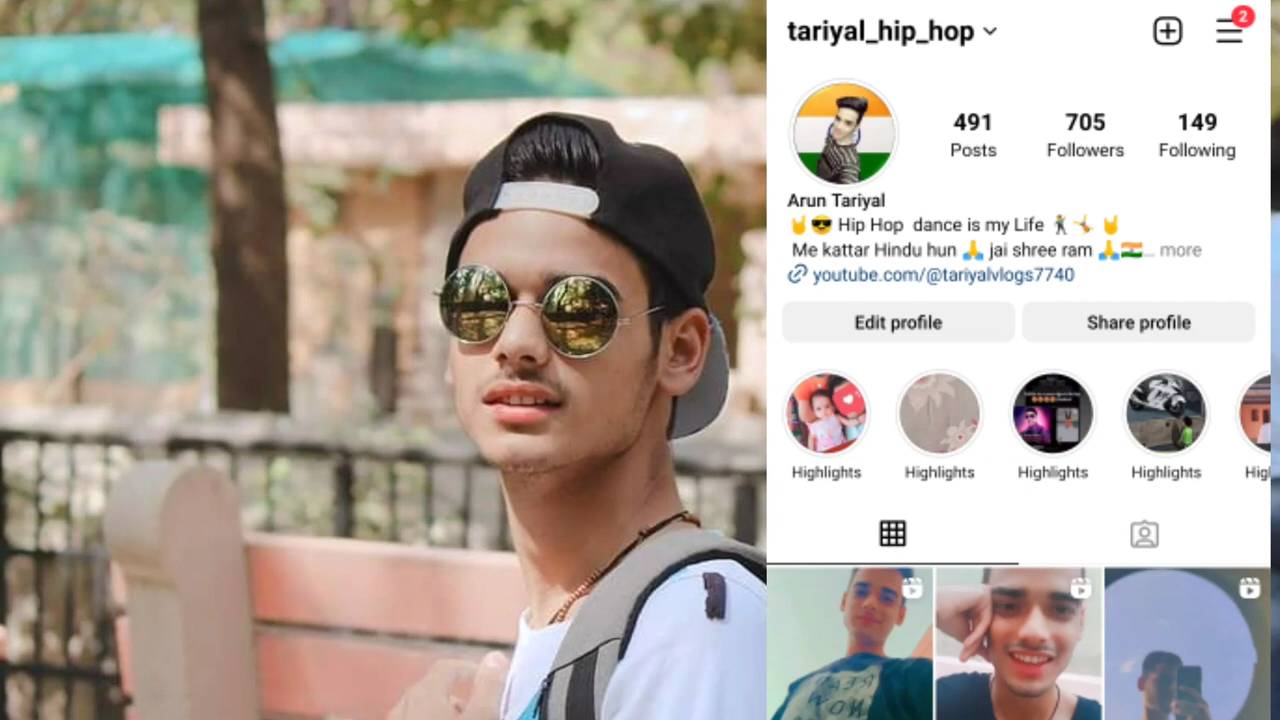 tariyal_hip_hop
2
491
705
149
Posts
Followers
Following
Arun Tariyal
🤘😎 Hip Hop dance is my Life 🕺🤸 🤘
Me kattar Hindu hun 🙏 jai shree ram 🙏🇮🇳... more
youtube.com/@tariyalvlogs7740
Edit profile
Share profile
Highlights
Highlights
Highlights
Highlights
Hig